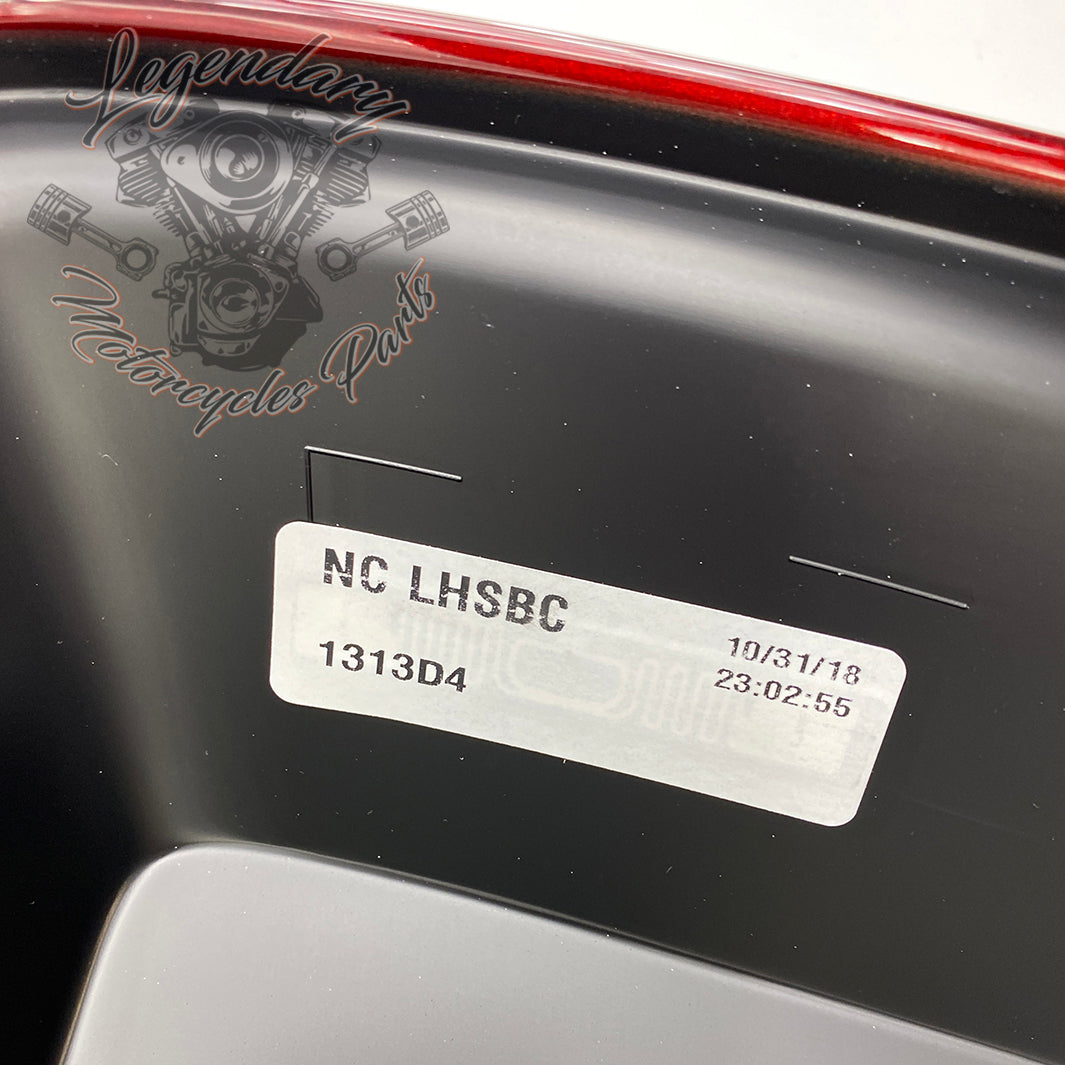 Legendary
Motorcycles Parts
NC LHSBC
1313D4
10/31/18
23:02:55